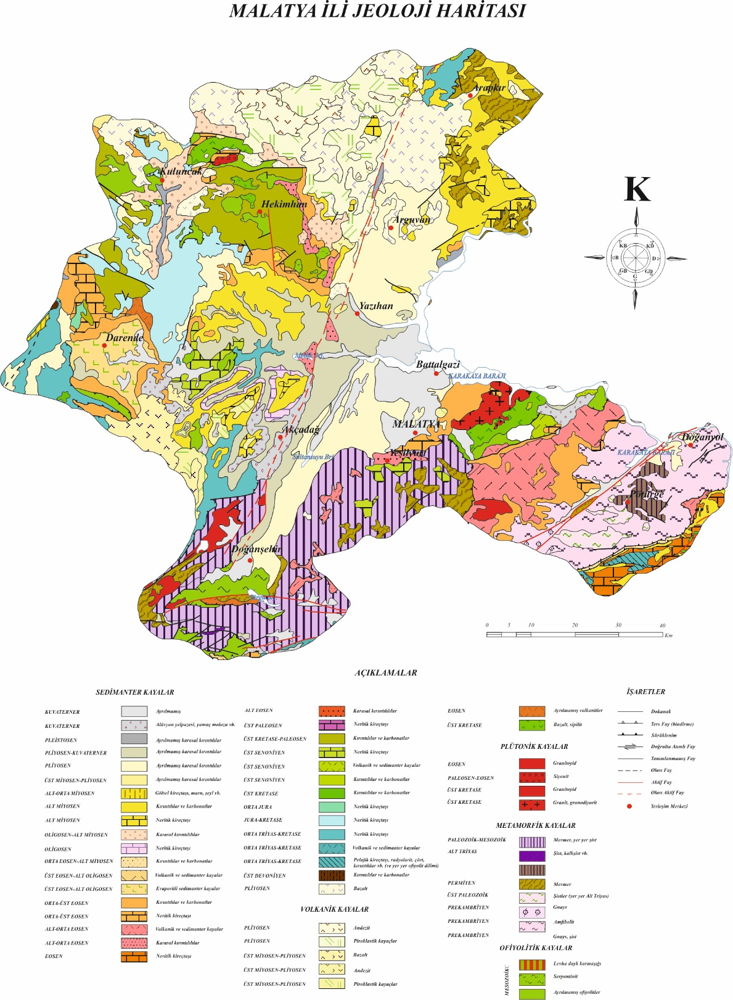 MALATYA İLİ JEOLOJİ HARİTASI
Arapkir
Kuluncak
Hekimhan
Arguvan
K
KB
KD
B
D
GB
GD
G
Yazıhan
Darende
Battalgazi
KARAKAYA BARAJI
MALATYA
Akçadağ
Sultansuyu Brj.
Yeşilyurt
Doğanyol
KARAKAYA BARAJI
Pütürge
Doğanşehir
0 5 10 20 30 40
Km
AÇIKLAMALAR
SEDİMANTER KAYALAR
KUVATERNER Ayrılmamış
KUVATERNER Alüvyon yelpazesi, yamaç molozu vb.
PLEİSTOSEN Ayrılmamış karasal kırıntılılar
PLİYOSEN-KUVATERNER Ayrılmamış karasal kırıntılılar
PLİYOSEN Ayrılmamış karasal kırıntılılar
ÜST MİYOSEN-PLİYOSEN Ayrılmamış karasal kırıntılılar
ALT-ORTA MİYOSEN Gölsel kireçtaşı, marn, şeyl vb.
ALT MİYOSEN Kırıntılılar ve karbonatlar
ALT MİYOSEN Neritik kireçtaşı
OLİGOSEN-ALT MİYOSEN Karasal kırıntılılar
OLİGOSEN Neritik kireçtaşı
ORTA EOSEN-ALT MİYOSEN Kırıntılılar ve karbonatlar
ÜST EOSEN-ALT OLİGOSEN Volkanik ve sedimanter kayalar
ÜST EOSEN-ALT OLİGOSEN Evaporitli sedimanter kayalar
ORTA-ÜST EOSEN Kırıntılılar ve karbonatlar
ORTA-ÜST EOSEN Neritik kireçtaşı
ALT-ORTA EOSEN Volkanik ve sedimanter kayalar
ALT-ORTA EOSEN Karasal kırıntılılar
EOSEN Neritik kireçtaşı
ALT EOSEN Karasal kırıntılılar
ÜST PALEOSEN Neritik kireçtaşı
ÜST KRETASE-PALEOSEN Kırıntılılar ve karbonatlar
ÜST SENONİYEN Neritik kireçtaşı
ÜST SENONİYEN Volkanik ve sedimanter kayalar
ÜST SENONİYEN Kırıntılılar ve karbonatlar
ÜST KRETASE Kırıntılılar ve karbonatlar
ORTA JURA Neritik kireçtaşı
JURA-KRETASE Neritik kireçtaşı
ORTA TRİYAS-KRETASE Neritik kireçtaşı
ORTA TRİYAS-KRETASE Volkanik ve sedimanter kayalar
ORTA TRİYAS-KRETASE Pelajik kireçtaşı, radyolarit, çört,
kırıntılılar vb. (ve yer yer ofiyolit dilimi)
ÜST DEVONİYEN Kırıntılılar ve karbonatlar
PLİYOSEN Bazalt
VOLKANİK KAYALAR
PLİYOSEN Andezit
PLİYOSEN Piroklastik kayaçlar
ÜST MİYOSEN-PLİYOSEN Bazalt
ÜST MİYOSEN-PLİYOSEN Andezit
ÜST MİYOSEN-PLİYOSEN Piroklastik kayaçlar
EOSEN Ayrılmamış volkanitler
ÜST KRETASE Bazalt, spilit
PLÜTONİK KAYALAR
EOSEN Granitoyid
PALEOSEN-EOSEN Siyenit
ÜST KRETASE Granitoyid
ÜST KRETASE Granit, granodiyorit
METAMORFİK KAYALAR
PALEOZOİK-MESOZOİK Mermer, yer yer şist
ALT TRİYAS Şist, kalkşist vb.
PERMİYEN Mermer
ÜST PALEOZOİK Şistler (yer yer Alt Triyas)
PREKAMBRİYEN Gnays
PREKAMBRİYEN Amfibolit
PREKAMBRİYEN Gnays, şist
OFİYOLİTİK KAYALAR
MESOZOİKC
Levha dayk karmaşığı
Serpantinit
Ayrılmamış ofiyolitler
İŞARETLER
Dokanak
Ters Fay (bindirme)
Sürüklenim
Doğrultu Atımlı Fay
Tanımlanmamış Fay
Olası Fay
Aktif Fay
Olası Aktif Fay
Yerleşim Merkezi